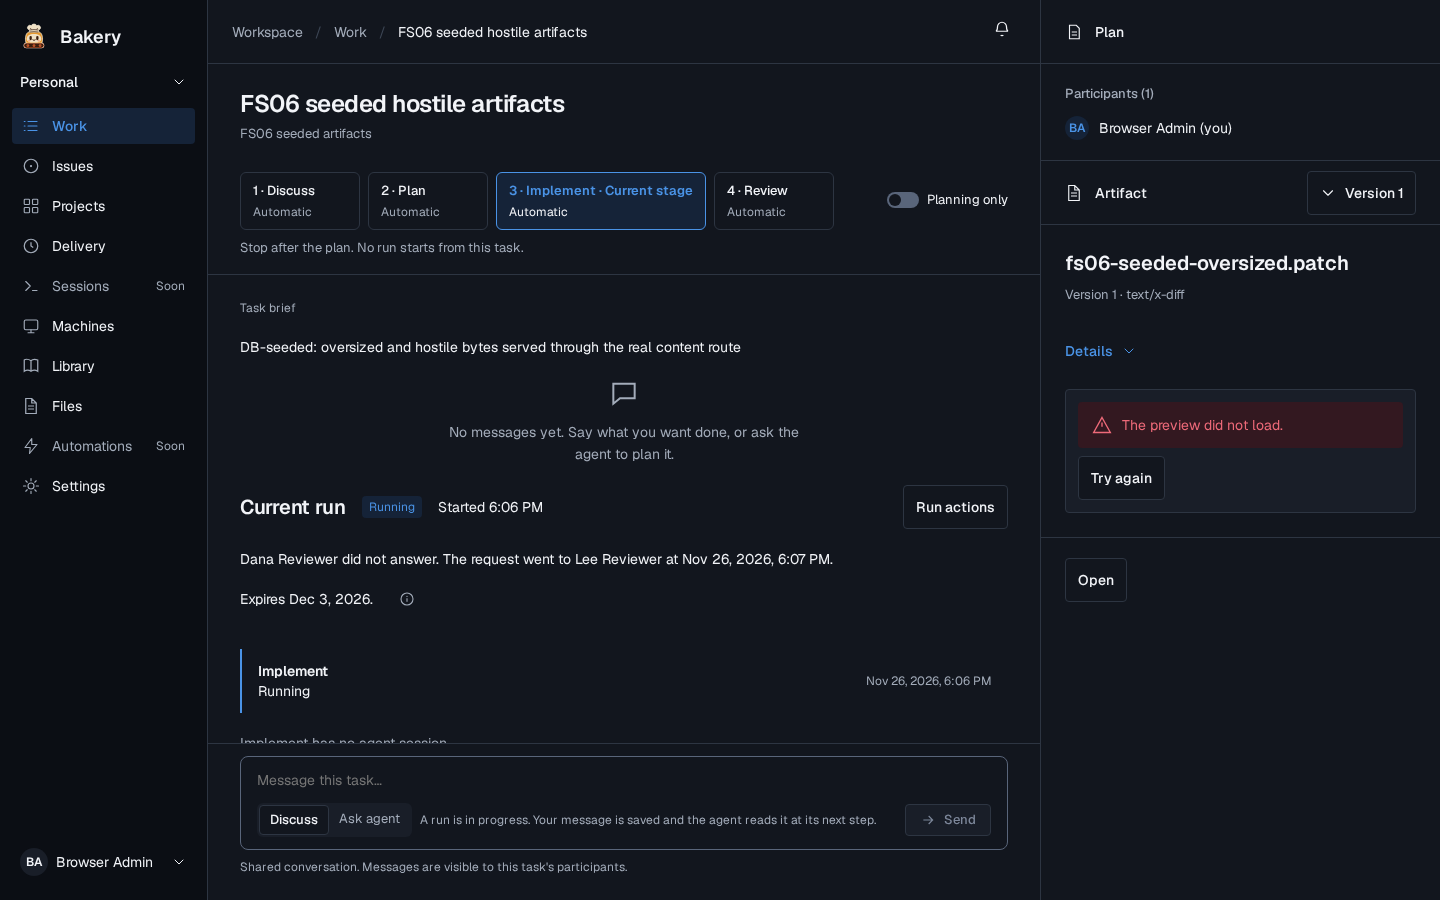 Bakery
Personal
Work
Issues
Projects
Delivery
Sessions Soon
Machines
Library
Files
Automations Soon
Settings
BA Browser Admin
Workspace / Work / FS06 seeded hostile artifacts
FS06 seeded hostile artifacts
FS06 seeded artifacts
1 · Discuss
Automatic
2 · Plan
Automatic
3 · Implement · Current stage
Automatic
4 · Review
Automatic
Planning only
Stop after the plan. No run starts from this task.
Task brief
DB-seeded: oversized and hostile bytes served through the real content route
No messages yet. Say what you want done, or ask the
agent to plan it.
Current run Running Started 6:06 PM Run actions
Dana Reviewer did not answer. The request went to Lee Reviewer at Nov 26, 2026, 6:07 PM.
Expires Dec 3, 2026.
Implement
Running
Nov 26, 2026, 6:06 PM
Implement has no agent session
Message this task...
Discuss Ask agent A run is in progress. Your message is saved and the agent reads it at its next step. Send
Shared conversation. Messages are visible to this task's participants.
Plan
Participants (1)
BA Browser Admin (you)
Artifact Version 1
fs06-seeded-oversized.patch
Version 1 · text/x-diff
Details
The preview did not load.
Try again
Open